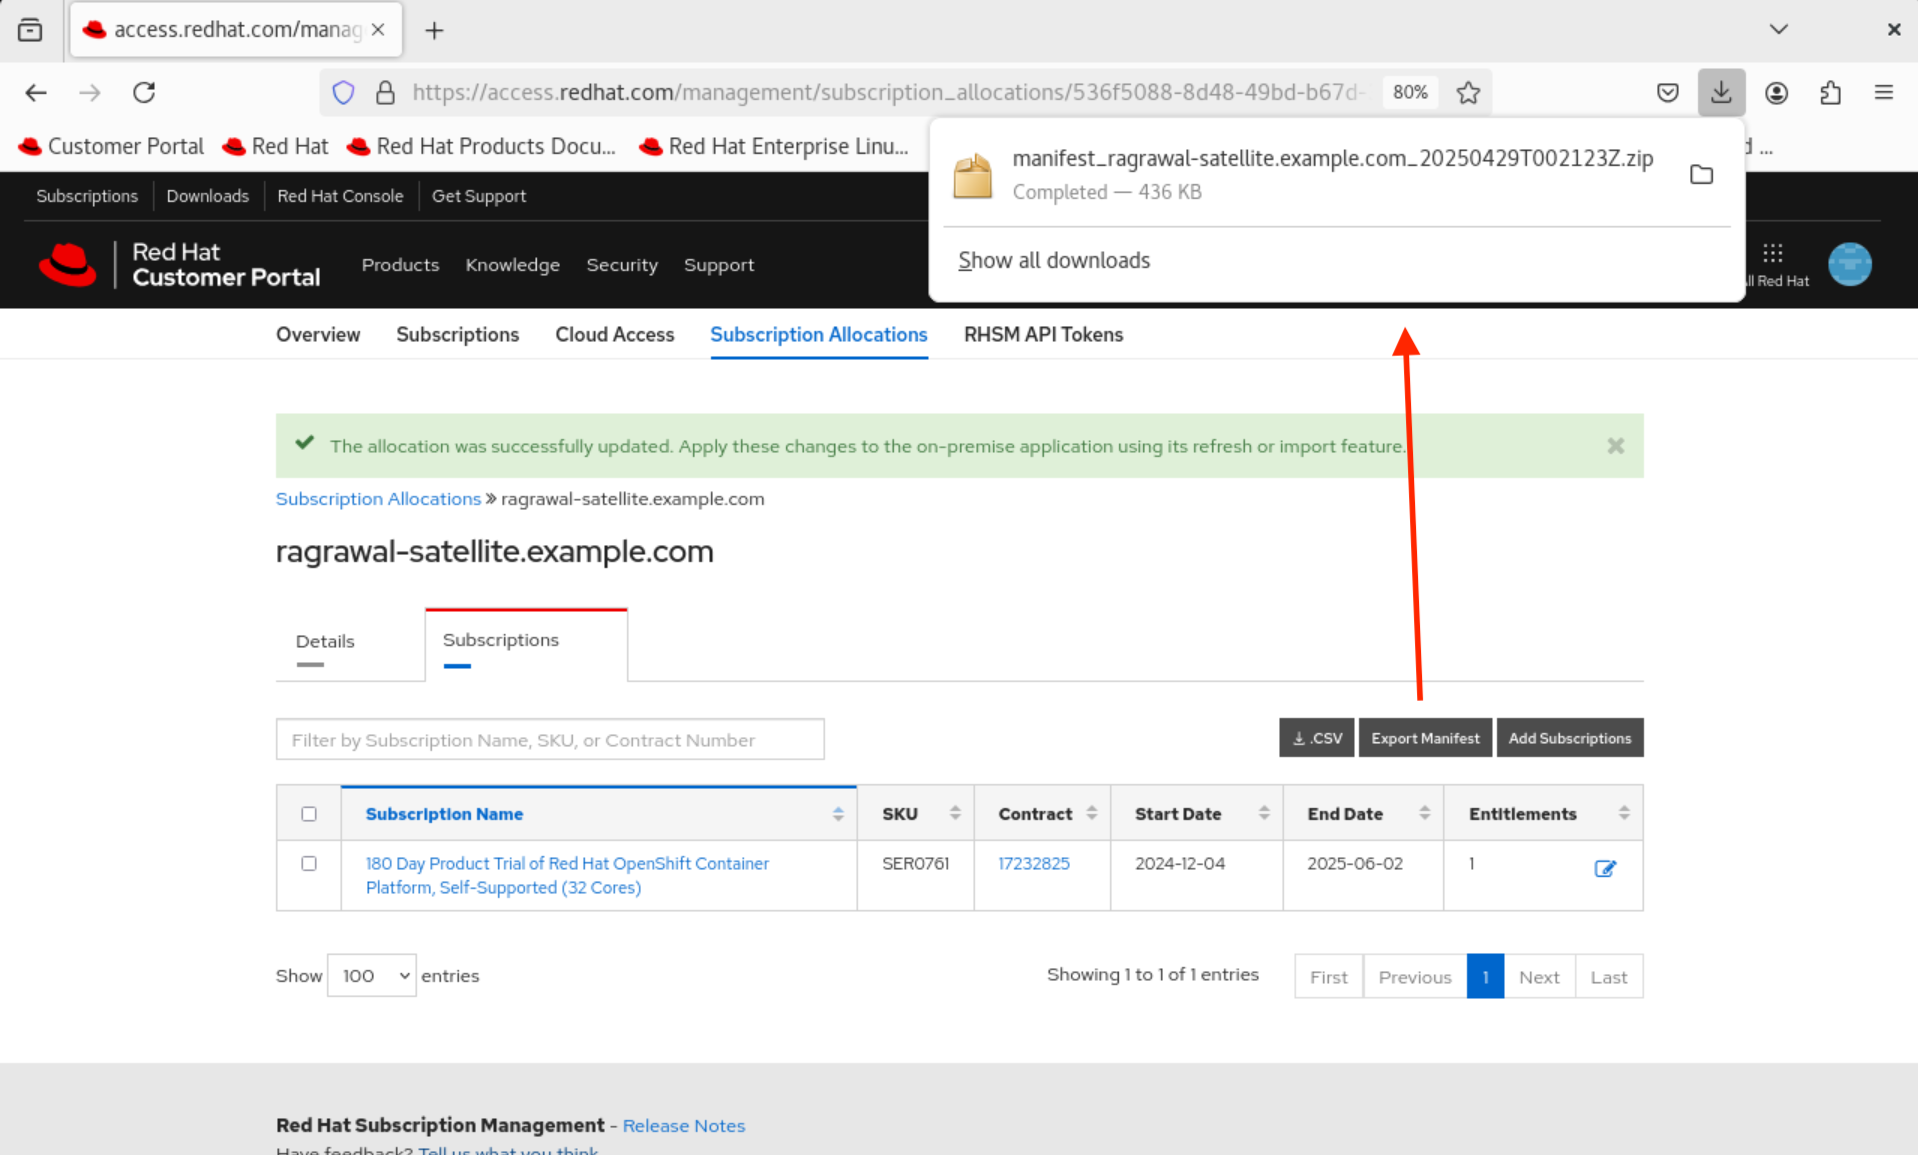 access.redhat.com/manag
https://access.redhat.com/management/subscription_allocations/536f5088-8d48-49bd-b67d-
80%
Customer Portal
Red Hat
Red Hat Products Docu...
Red Hat Enterprise Linu...
manifest_ragrawal-satellite.example.com_20250429T002123Z.zip
Completed — 436 KB
Show all downloads
Subscriptions
Downloads
Red Hat Console
Get Support
Red Hat
Customer Portal
Products
Knowledge
Security
Support
All Red Hat
Overview
Subscriptions
Cloud Access
Subscription Allocations
RHSM API Tokens
The allocation was successfully updated. Apply these changes to the on-premise application using its refresh or import feature.
Subscription Allocations » ragrawal-satellite.example.com
ragrawal-satellite.example.com
Details
Subscriptions
Filter by Subscription Name, SKU, or Contract Number
.CSV
Export Manifest
Add Subscriptions
Subscription Name
SKU
Contract
Start Date
End Date
Entitlements
180 Day Product Trial of Red Hat OpenShift Container
Platform, Self-Supported (32 Cores)
SER0761
17232825
2024-12-04
2025-06-02
1
Show 100 entries
Showing 1 to 1 of 1 entries
First
Previous
1
Next
Last
Red Hat Subscription Management - Release Notes
Have feedback? Tell us what you think